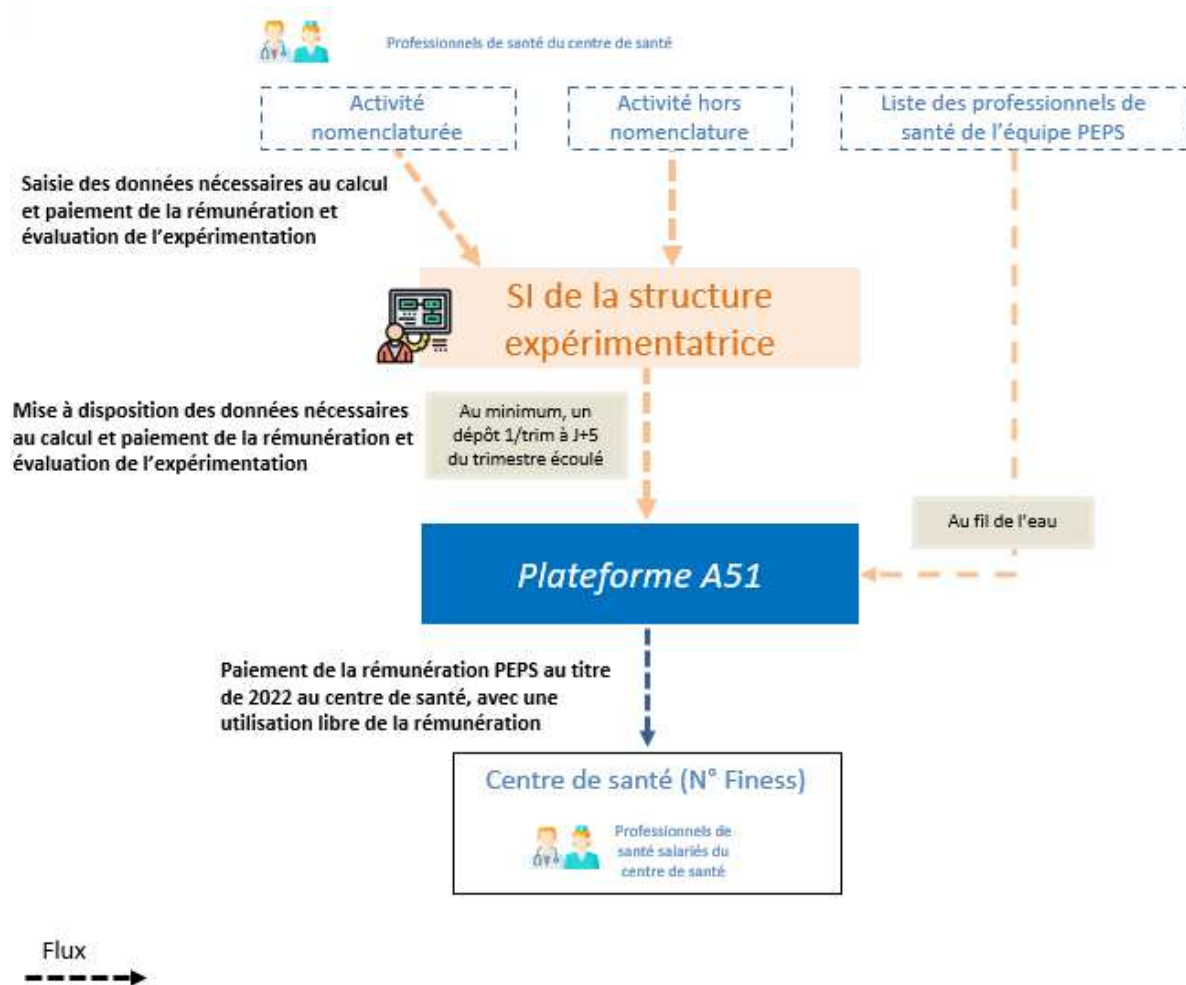 Professionnels de santé du centre de santé
Activité
nomenclaturée
Activité hors
nomenclature
Liste des professionnels de
santé de l'équipe PEPS
Saisie des données nécessaires au calcul
et paiement de la rémunération et
évaluation de l'expérimentation
SI de la structure
expérimentatrice
Mise à disposition des données nécessaires
au calcul et paiement de la rémunération et
évaluation de l'expérimentation
Au minimum, un
dépôt 1/trim à J+5
du trimestre écoulé
Au fil de l'eau
Plateforme A51
Paiement de la rémunération PEPS au titre
de 2022 au centre de santé, avec une
utilisation libre de la rémunération
Centre de santé (N° Finess)
Professionnels de
santé salariés du
centre de santé
Flux